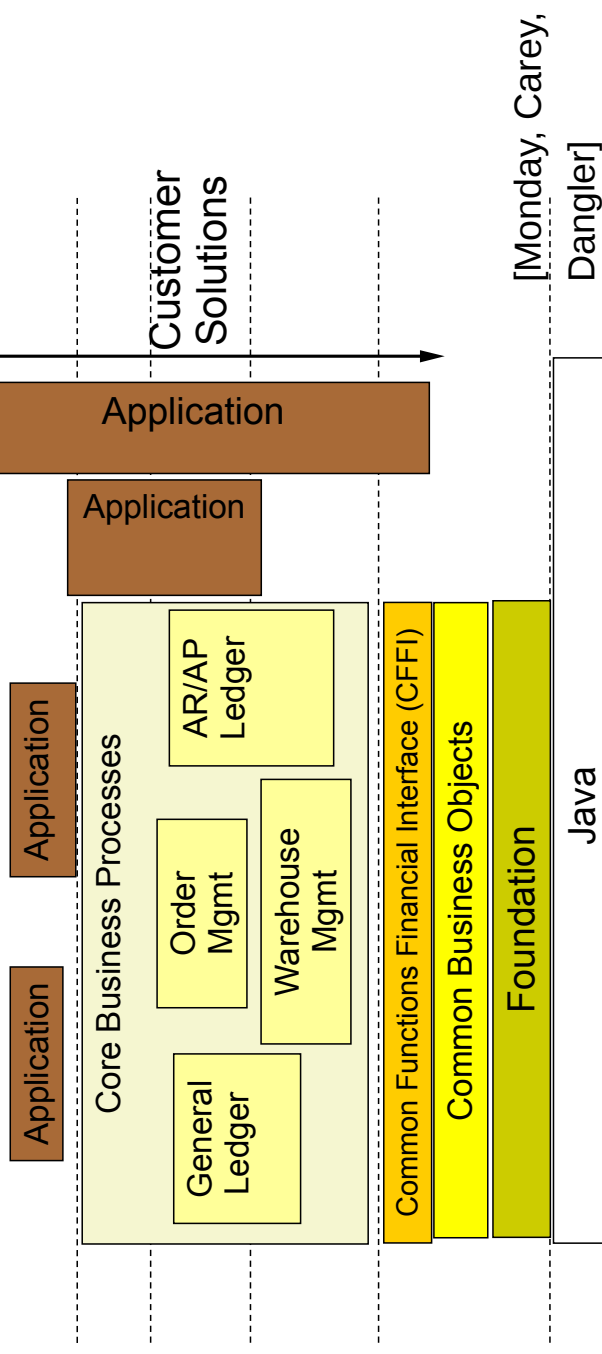 Application
Application
Application
Application
Customer
Solutions
Core Business Processes
General
Ledger
Order
Mgmt
Warehouse
Mgmt
AR/AP
Ledger
Common Functions Financial Interface (CFFI)
Common Business Objects
Foundation
Java
[Monday, Carey,
Dangler]